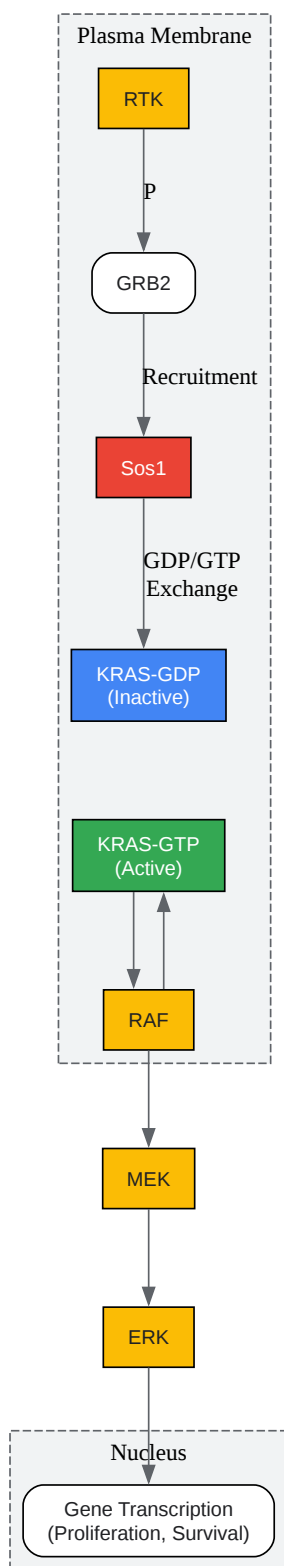 Plasma Membrane
RTK
P
GRB2
Recruitment
Sos1
GDP/GTP
Exchange
KRAS-GDP
(Inactive)
KRAS-GTP
(Active)
RAF
MEK
ERK
Nucleus
Gene Transcription
(Proliferation, Survival)